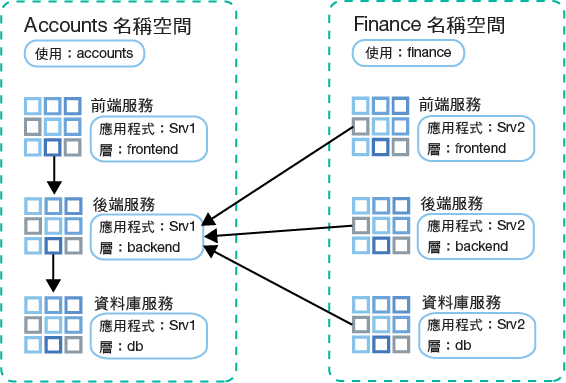 Accounts 名稱空間
使用：accounts
前端服務
應用程式：Srv1
層：frontend
後端服務
應用程式：Srv1
層：backend
資料庫服務
應用程式：Srv1
層：db
Finance 名稱空間
使用：finance
前端服務
應用程式：Srv2
層：frontend
後端服務
應用程式：Srv2
層：backend
資料庫服務
應用程式：Srv2
層：db